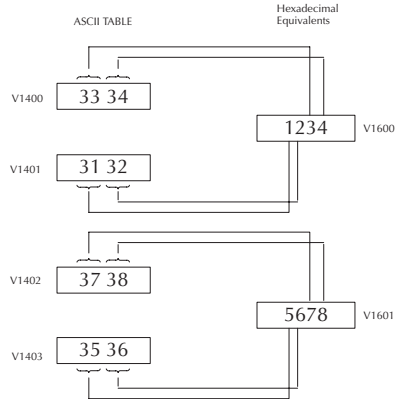 ASCII TABLE
Hexadecimal
Equivalents
V1400
33 34
1234
V1600
V1401
31 32
V1402
37 38
5678
V1601
V1403
35 36